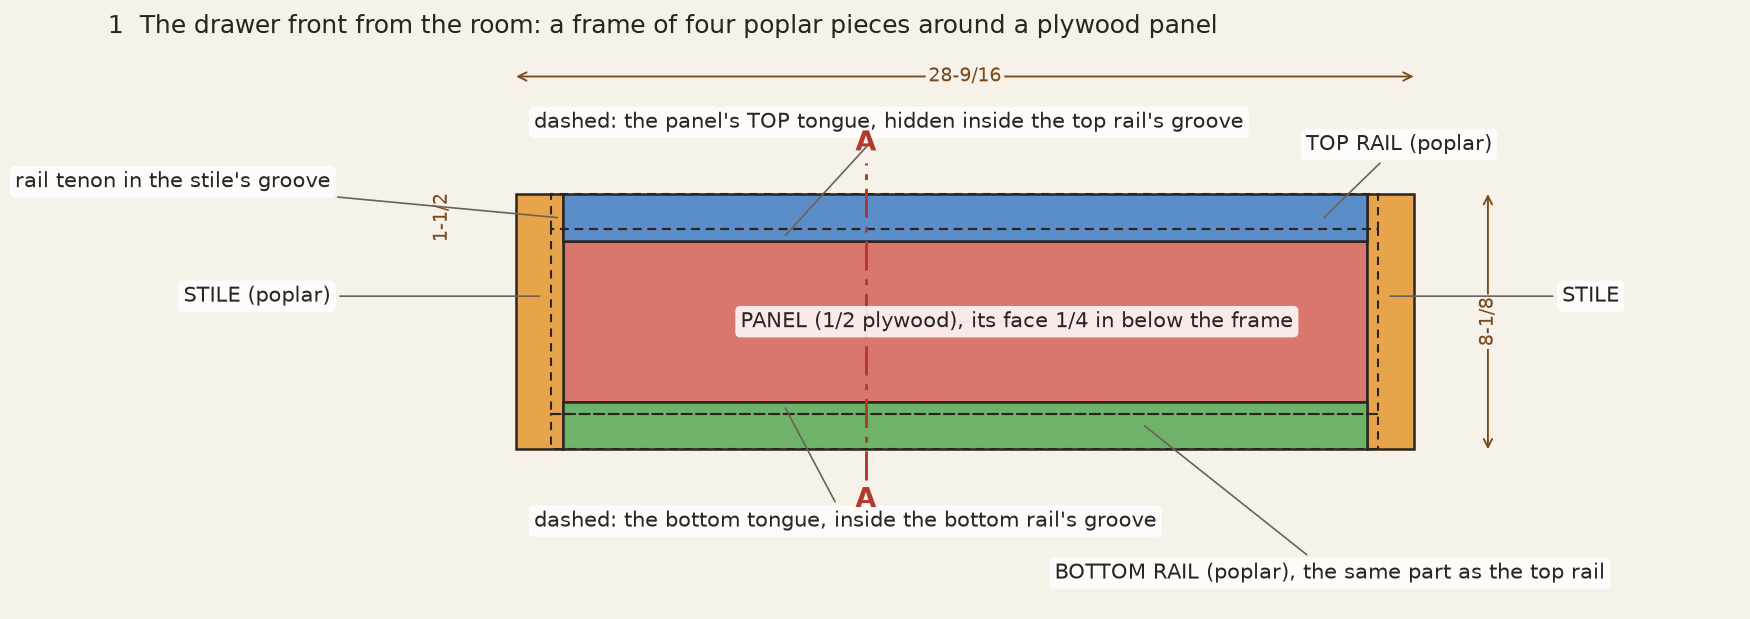 1 The drawer front from the room: a frame of four poplar pieces around a plywood panel
28-9/16
dashed: the panel's TOP tongue, hidden inside the top rail's groove
A
TOP RAIL (poplar)
rail tenon in the stile's groove
1-1/2
STILE (poplar)
STILE
PANEL (1/2 plywood), its face 1/4 in below the frame
8-1/8
A
dashed: the bottom tongue, inside the bottom rail's groove
BOTTOM RAIL (poplar), the same part as the top rail